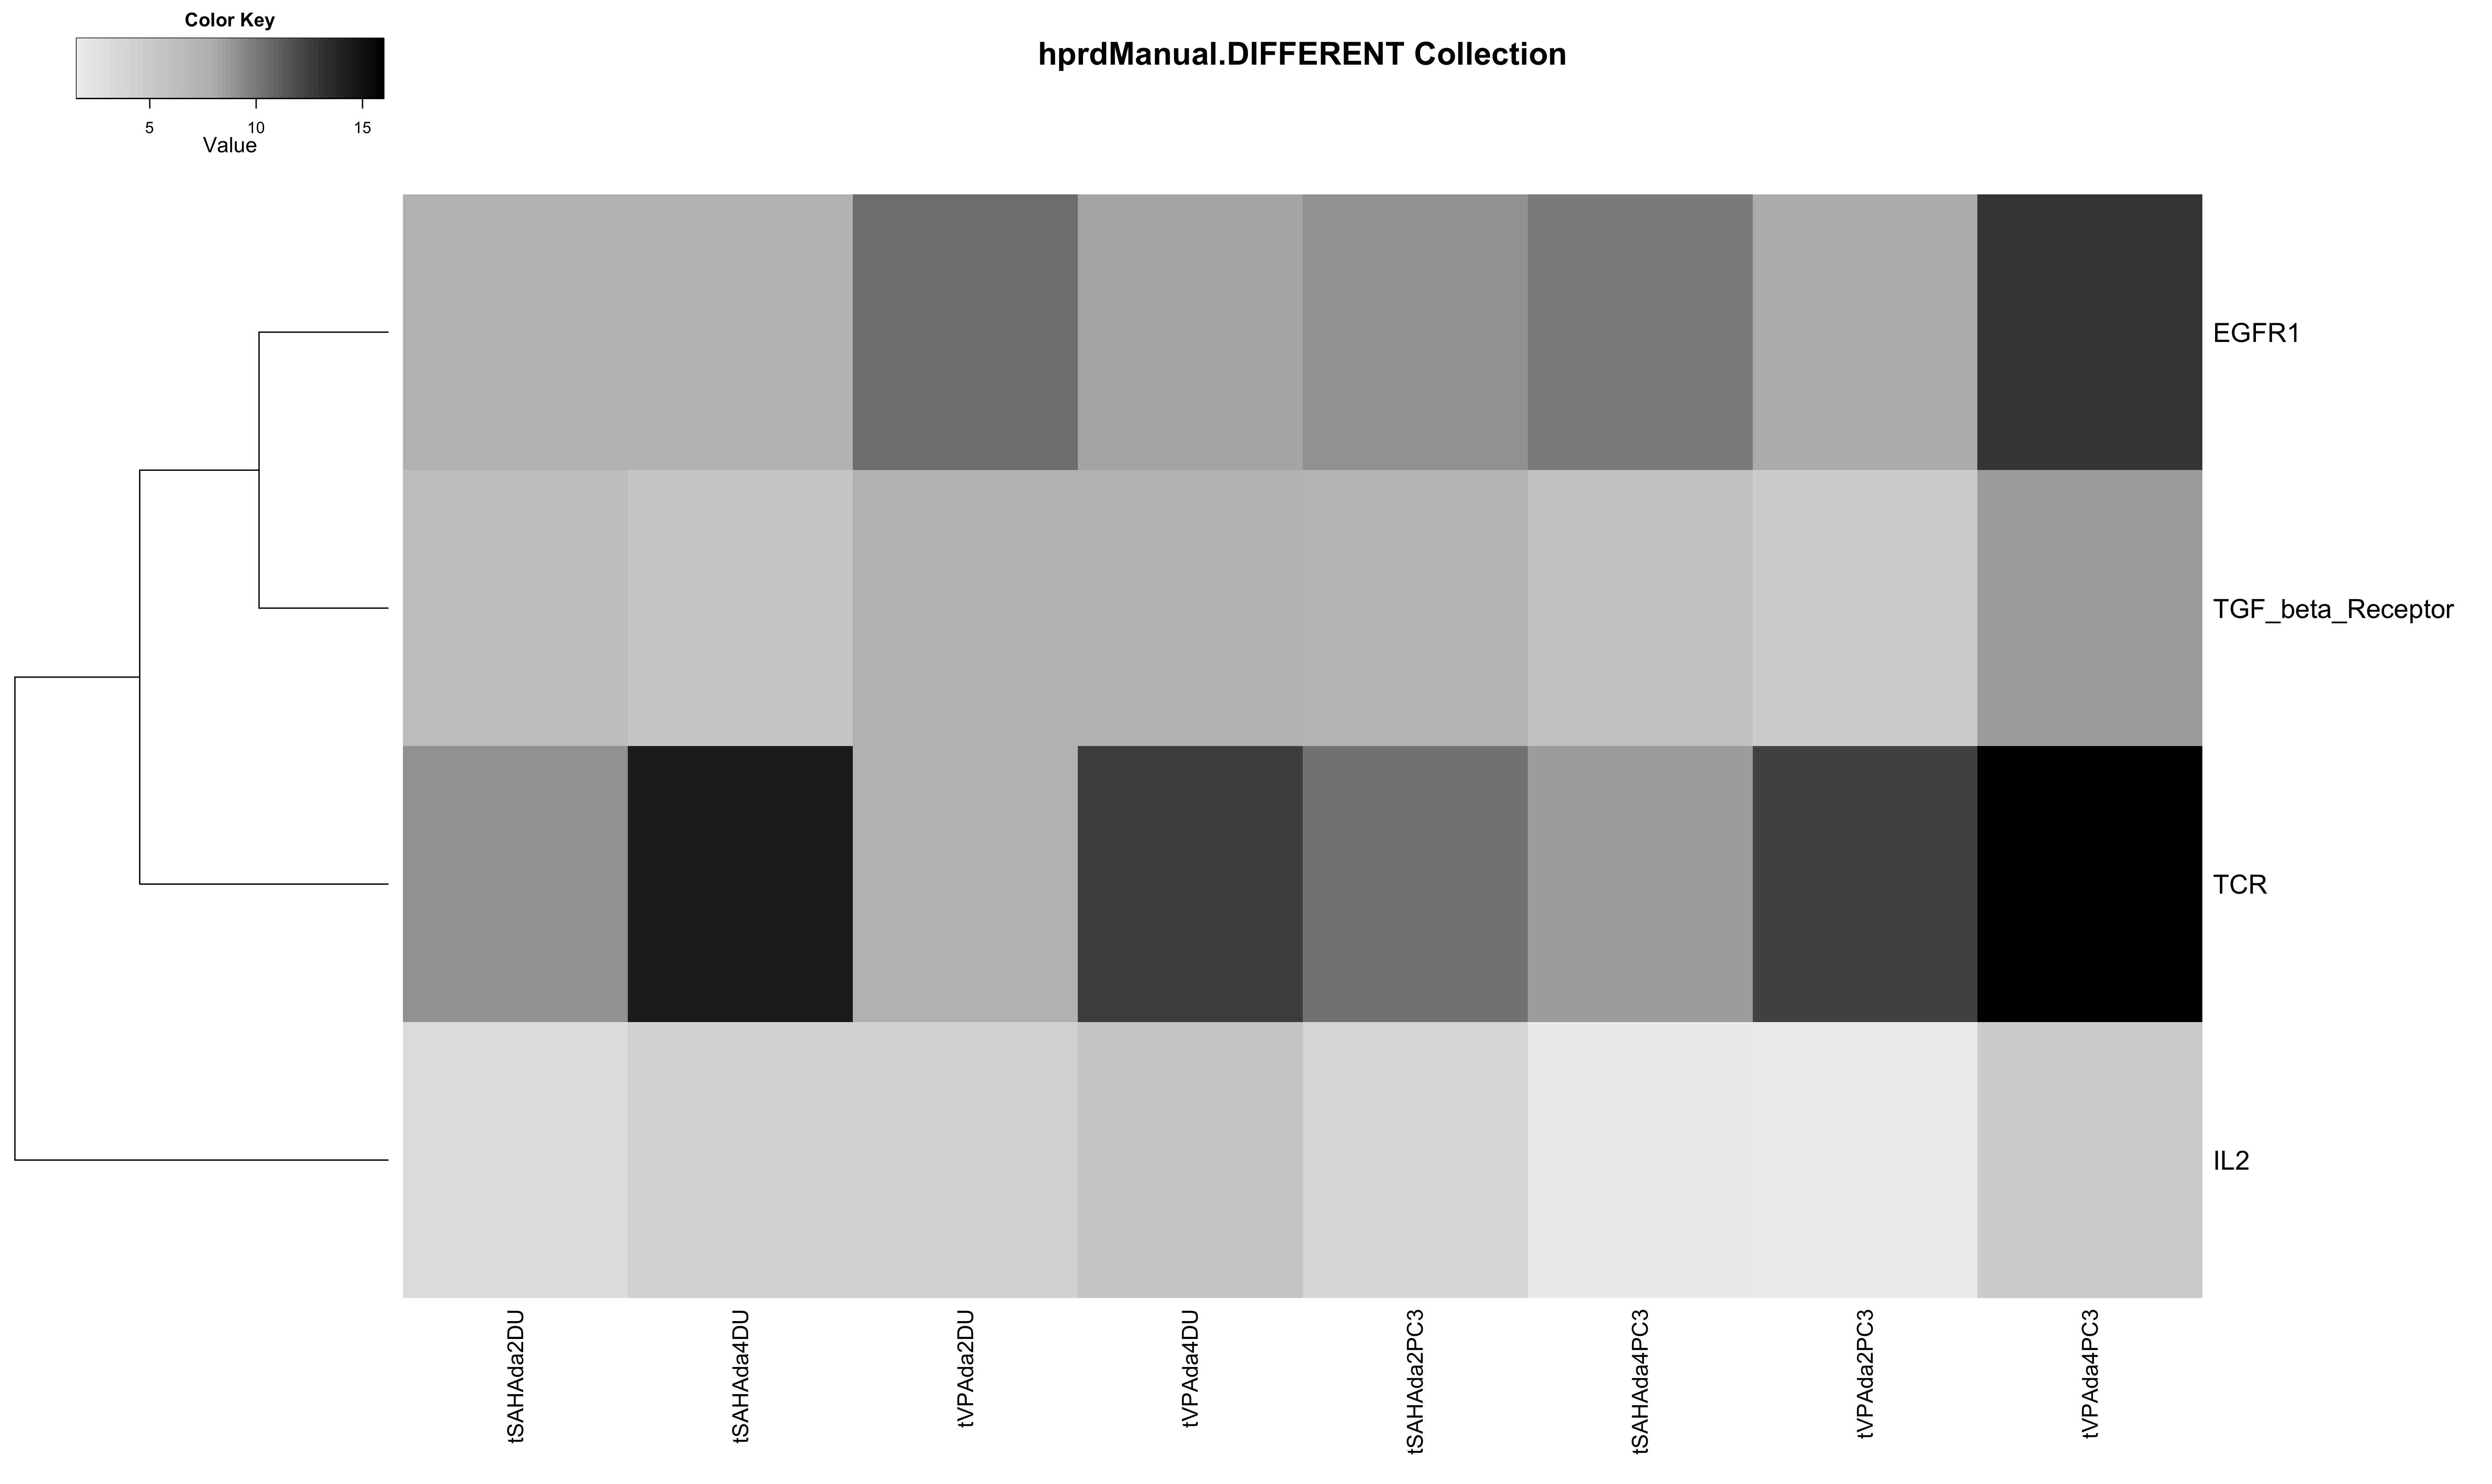 Color Key
5 10 15
Value
hprdManual.DIFFERENT Collection
EGFR1
TGF_beta_Receptor
TCR
IL2
tSAHAda2DU
tSAHAda4DU
tVPAda2DU
tVPAda4DU
tSAHAda2PC3
tSAHAda4PC3
tVPAda2PC3
tVPAda4PC3